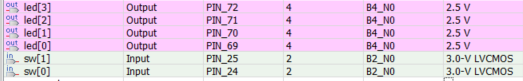 led[3] Output PIN_72 4 B4_N0 2.5 V
led[2] Output PIN_71 4 B4_N0 2.5 V
led[1] Output PIN_70 4 B4_N0 2.5 V
led[0] Output PIN_69 4 B4_N0 2.5 V
sw[1] Input PIN_25 2 B2_N0 3.0-V LVCMOS
sw[0] Input PIN_24 2 B2_N0 3.0-V LVCMOS